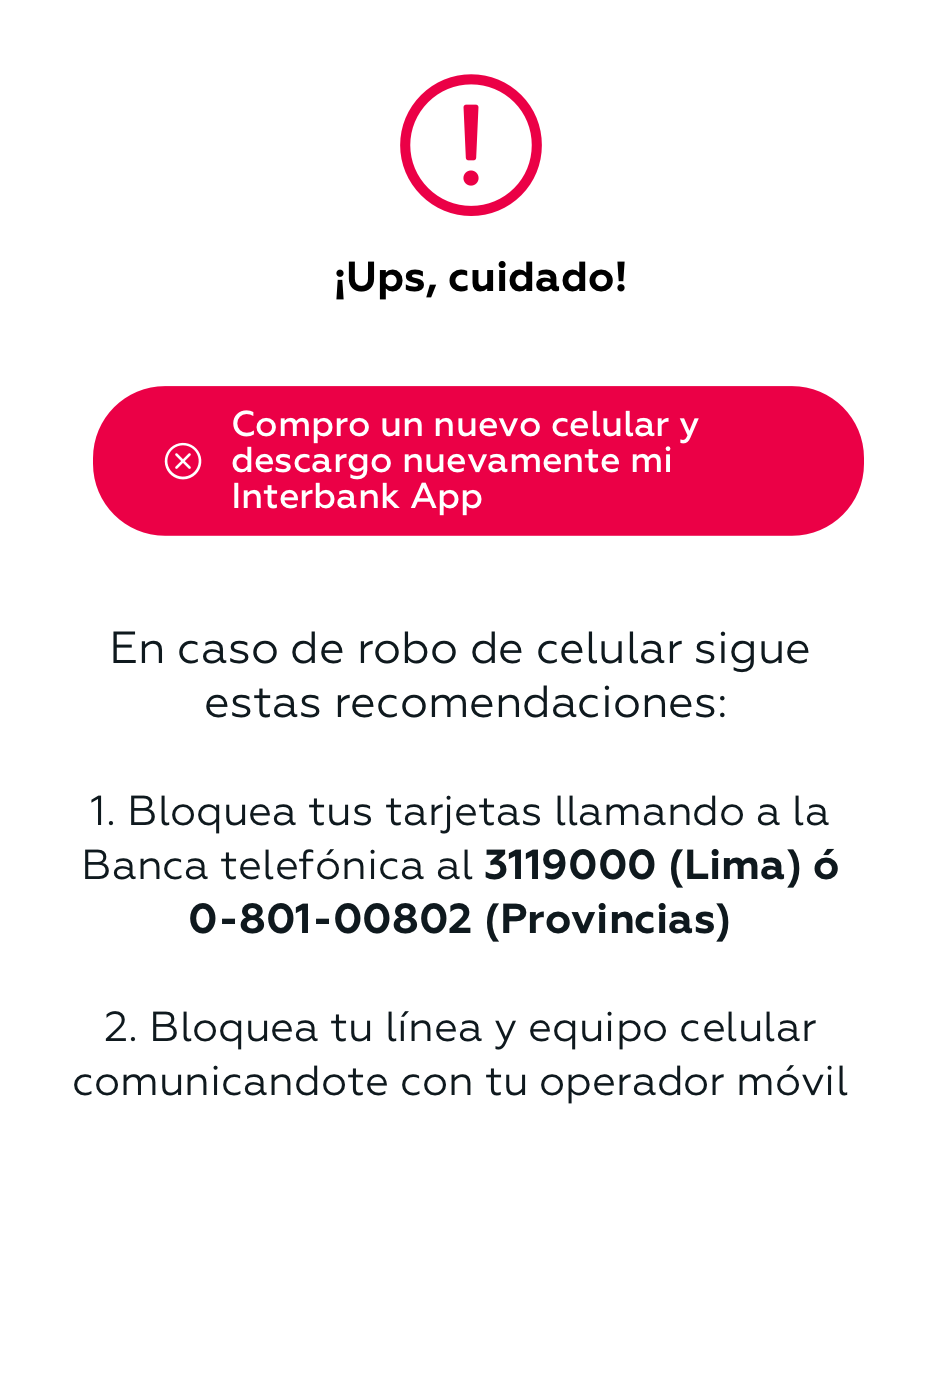 ¡Ups, cuidado!
Compro un nuevo celular y
descargo nuevamente mi
Interbank App
En caso de robo de celular sigue
estas recomendaciones:
1. Bloquea tus tarjetas llamando a la
Banca telefónica al 3119000 (Lima) ó
0-801-00802 (Provincias)
2. Bloquea tu línea y equipo celular
comunicandote con tu operador móvil